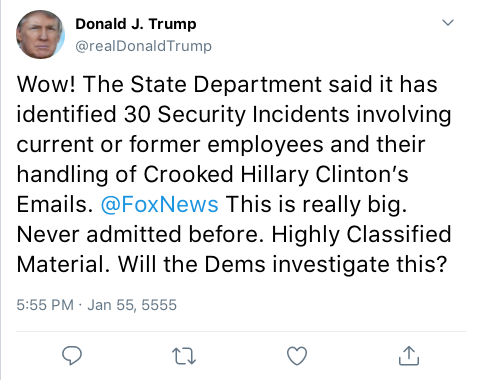 Donald J. Trump
@realDonaldTrump
Wow! The State Department said it has
identified 30 Security Incidents involving
current or former employees and their
handling of Crooked Hillary Clinton’s
Emails. @FoxNews This is really big.
Never admitted before. Highly Classified
Material. Will the Dems investigate this?
5:55 PM · Jan 55, 5555